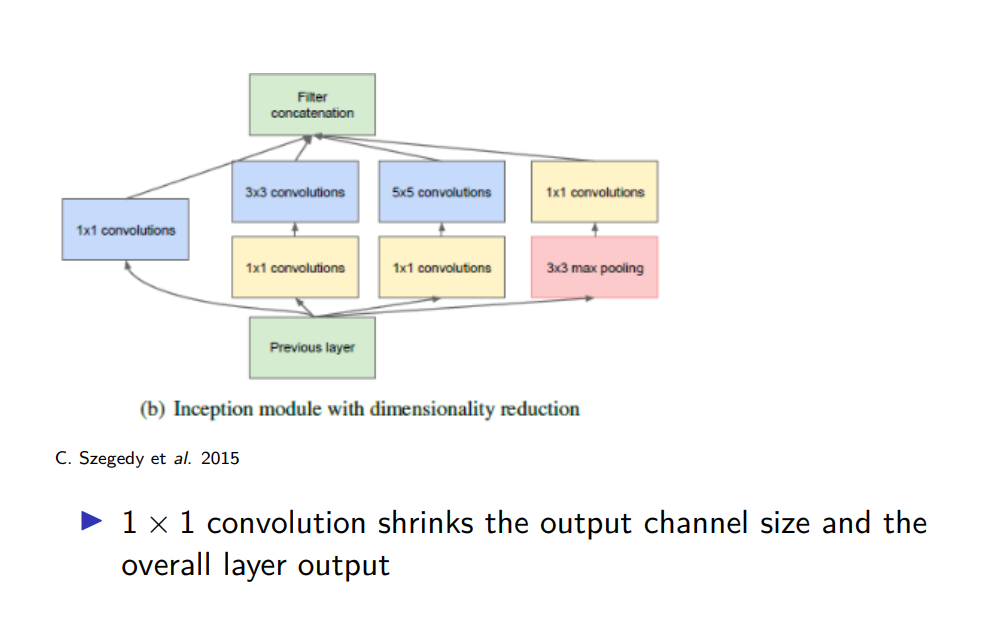 Filter
concatenation
3x3 convolutions
5x5 convolutions
1x1 convolutions
1x1 convolutions
1x1 convolutions
1x1 convolutions
3x3 max pooling
Previous layer
(b) Inception module with dimensionality reduction
C. Szegedy et al. 2015
▶ 1 × 1 convolution shrinks the output channel size and the
overall layer output